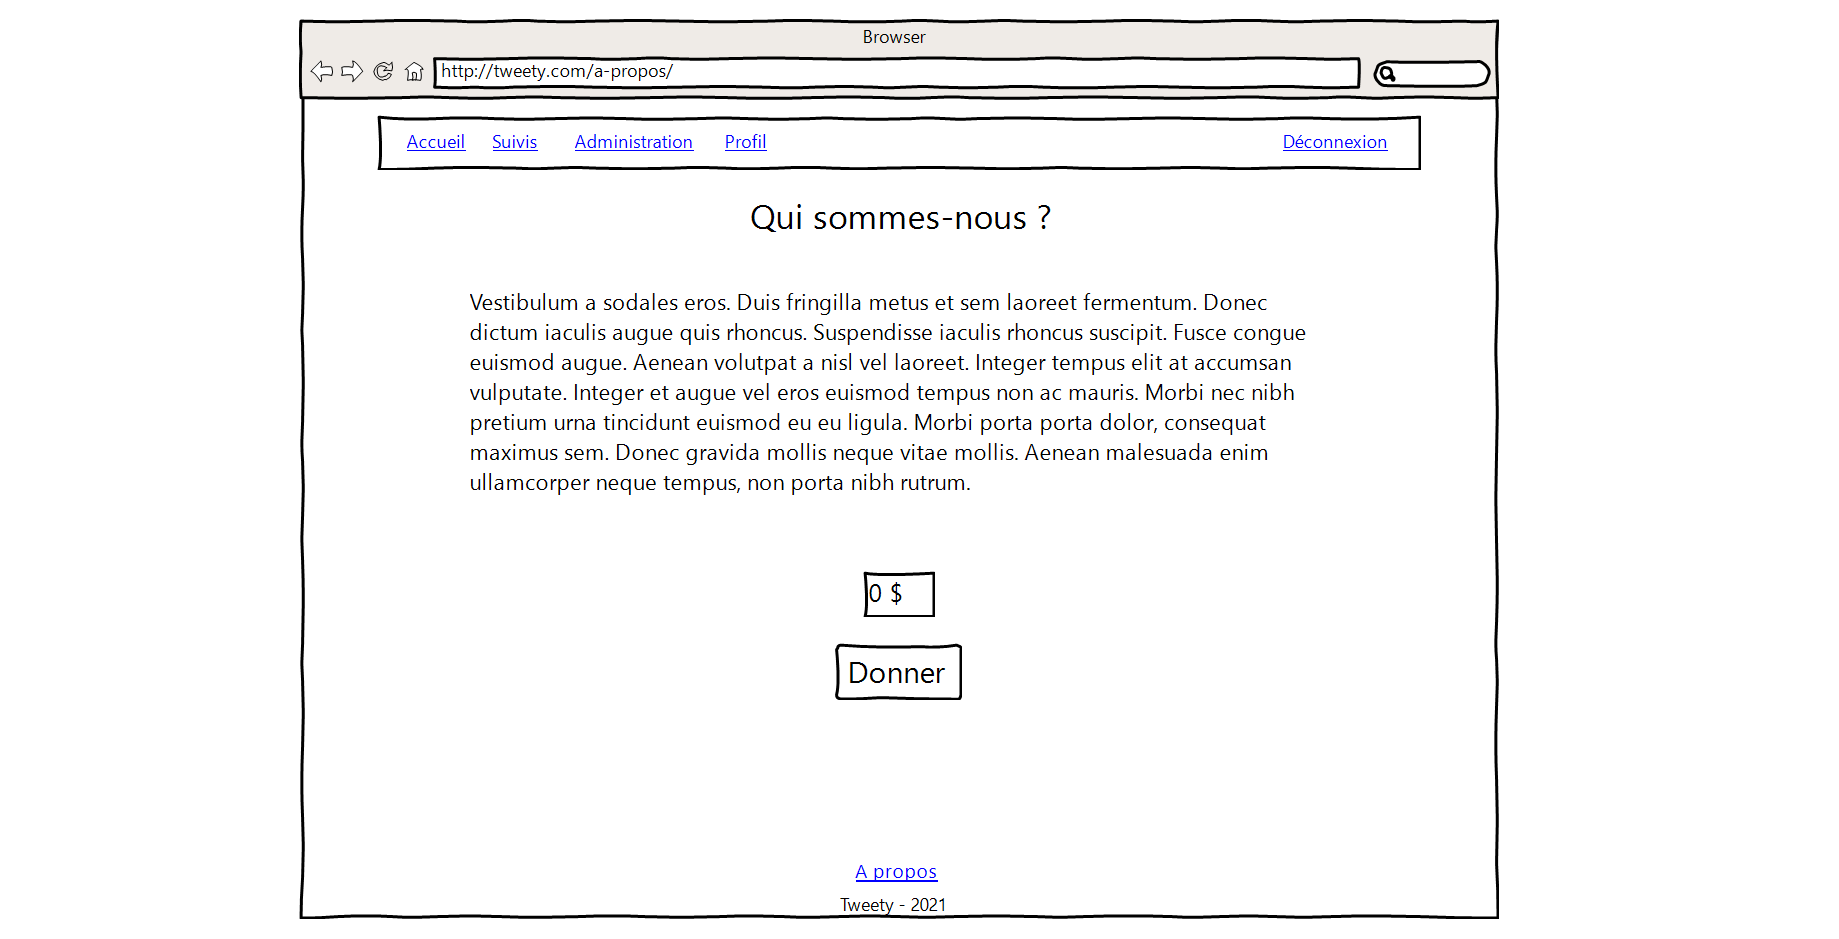 Browser
http://tweety.com/a-propos/
Accueil Suivis Administration Profil Déconnexion
Qui sommes-nous ?
Vestibulum a sodales eros. Duis fringilla metus et sem laoreet fermentum. Donec
dictum iaculis augue quis rhoncus. Suspendisse iaculis rhoncus suscipit. Fusce congue
euismod augue. Aenean volutpat a nisl vel laoreet. Integer tempus elit at accumsan
vulputate. Integer et augue vel eros euismod tempus non ac mauris. Morbi nec nibh
pretium urna tincidunt euismod eu eu ligula. Morbi porta porta dolor, consequat
maximus sem. Donec gravida mollis neque vitae mollis. Aenean malesuada enim
ullamcorper neque tempus, non porta nibh rutrum.
0 $
Donner
A propos
Tweety - 2021